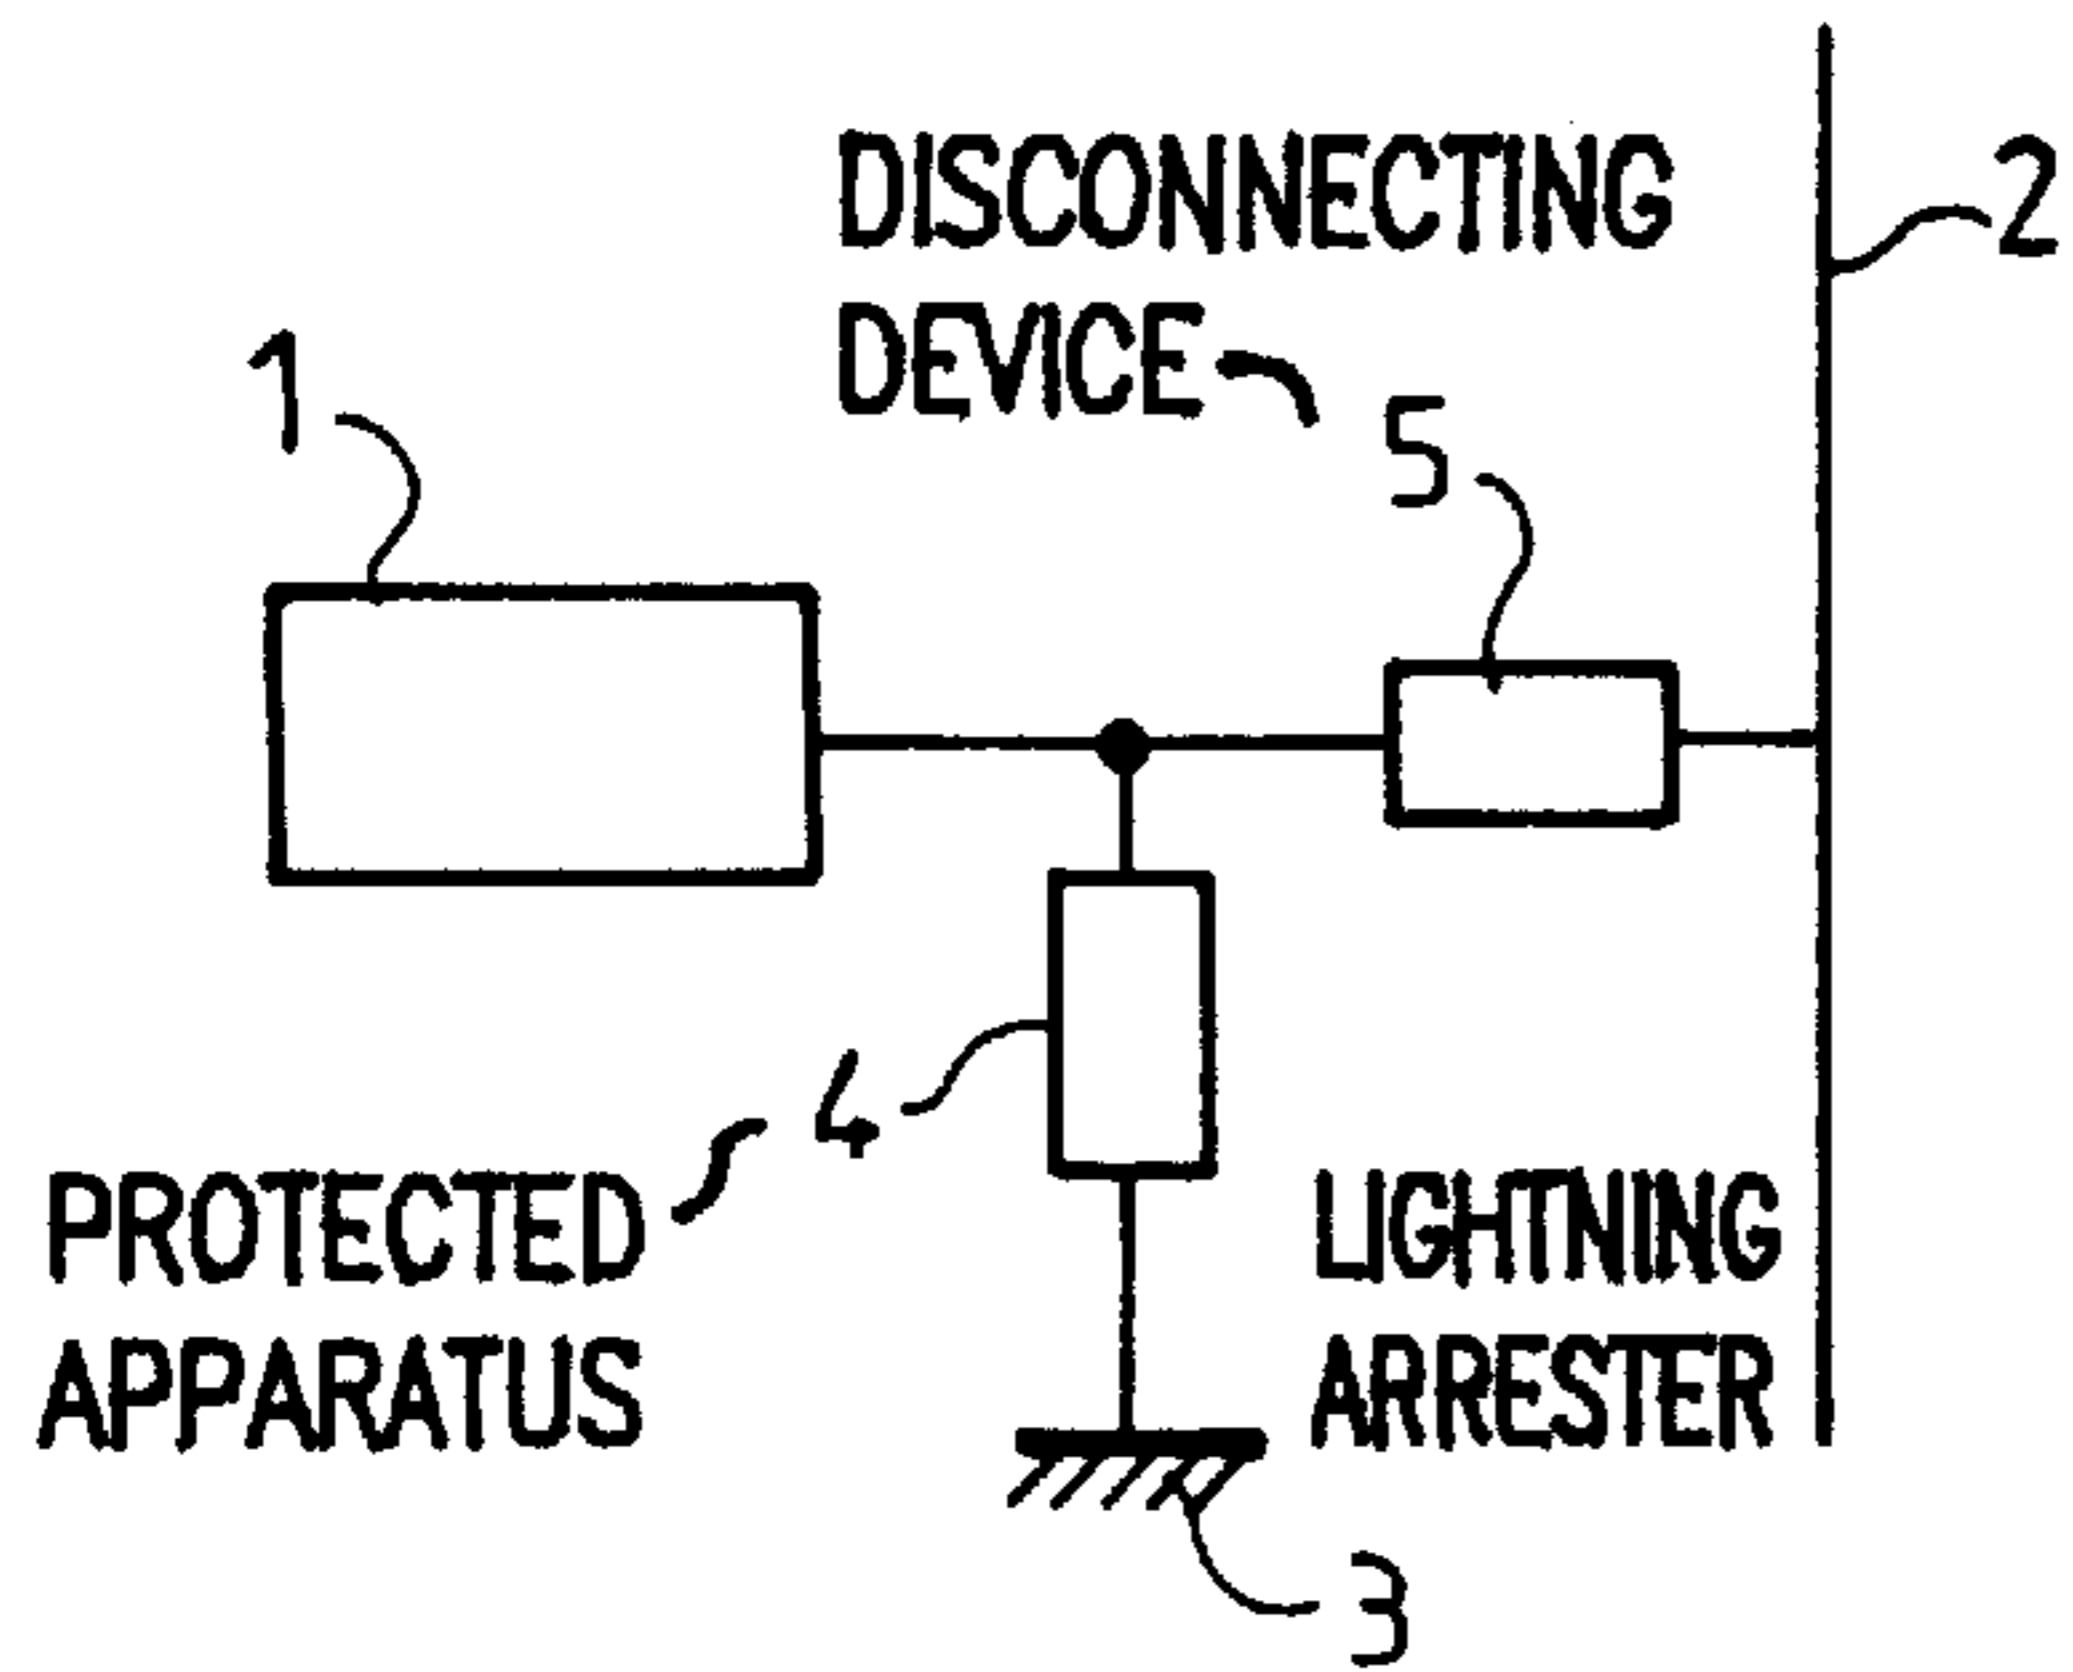 DISCONNECTING
DEVICE
2
1
5
4
PROTECTED
APPARATUS
LIGHTNING
ARRESTER
3